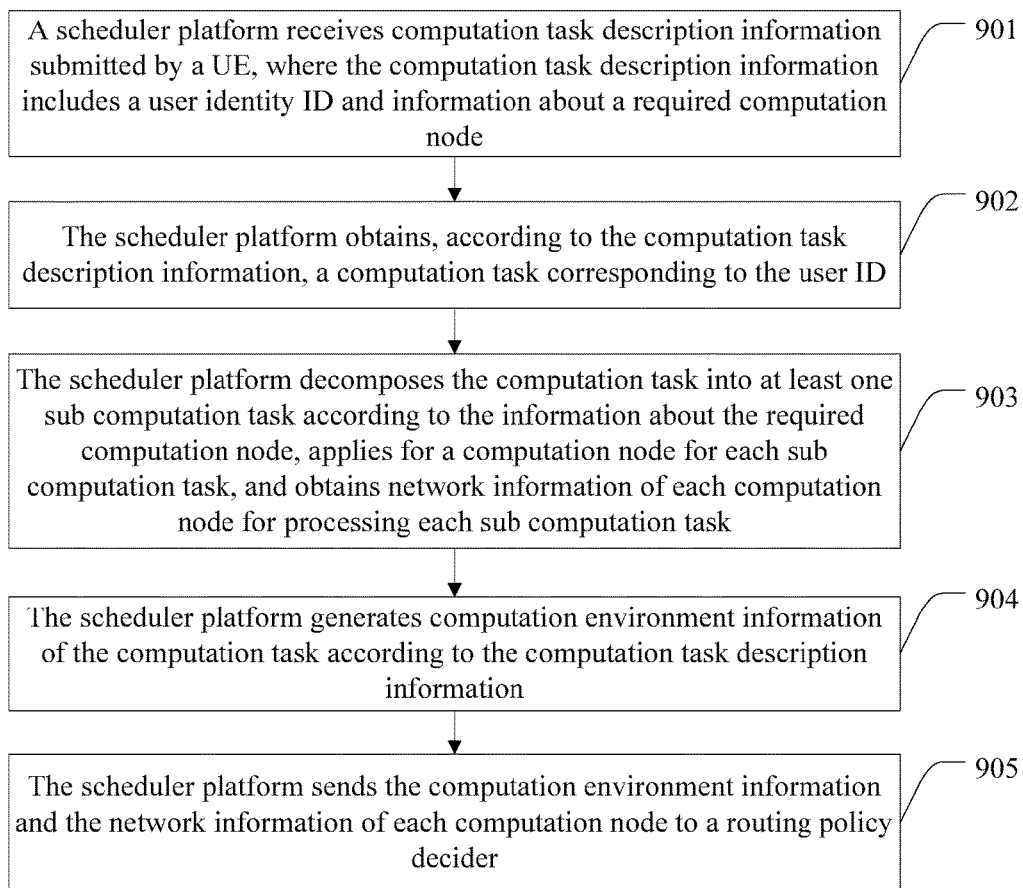 A scheduler platform receives computation task description information
submitted by a UE, where the computation task description information
includes a user identity ID and information about a required computation
node
901
The scheduler platform obtains, according to the computation task
description information, a computation task corresponding to the user ID
902
The scheduler platform decomposes the computation task into at least one
sub computation task according to the information about the required
computation node, applies for a computation node for each sub
computation task, and obtains network information of each computation
node for processing each sub computation task
903
The scheduler platform generates computation environment information
of the computation task according to the computation task description
information
904
The scheduler platform sends the computation environment information
and the network information of each computation node to a routing policy
decider
905